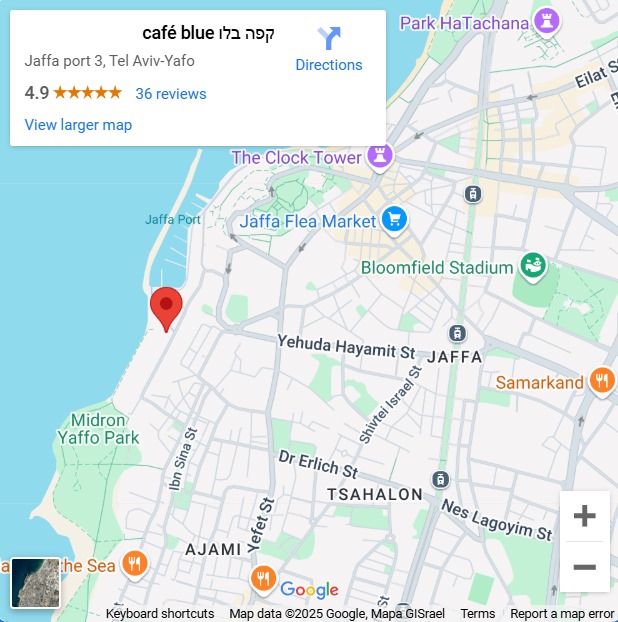 café blue קפה בלו
Directions
Jaffa port 3, Tel Aviv-Yafo
4.9
36 reviews
View larger map
Park HaTachana
Eilat S
The Clock Tower
Jaffa Port
Jaffa Flea Market
Bloomfield Stadium
Yehuda Hayamit St
JAFFA
Samarkand
Shivtei Israel St
Midron
Yaffo Park
Ibn Sina St
Dr Erlich St
TSAHALON
Nes Lagoyim St
Yefet St
AJAMI
the Sea
Google
Keyboard shortcuts
Map data ©2025 Google, Mapa GISrael
Terms
Report a map error